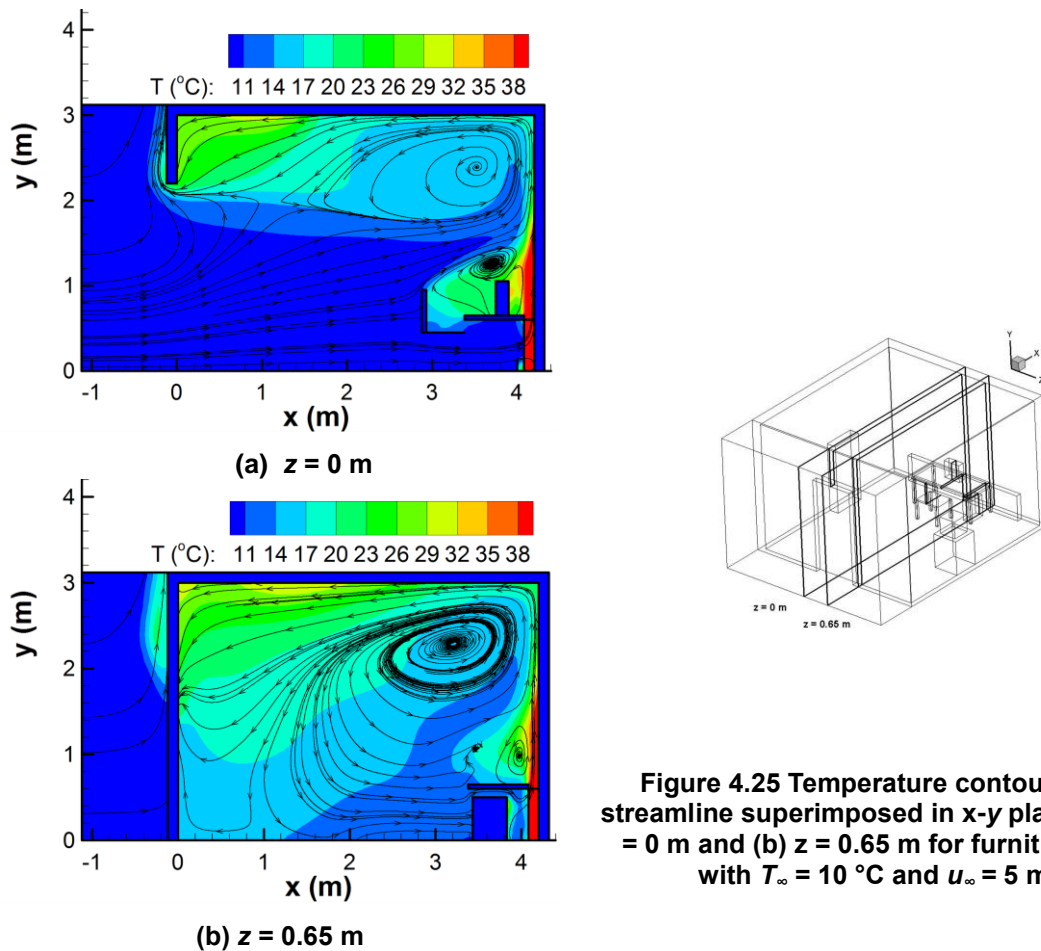 4
3
2
1
0
y (m)
T (°C): 11 14 17 20 23 26 29 32 35 38
-1 0 1 2 3 4
x (m)
(a) z = 0 m
4
3
2
1
0
y (m)
T (°C): 11 14 17 20 23 26 29 32 35 38
-1 0 1 2 3 4
x (m)
(b) z = 0.65 m
Y
X
Z
z = 0 m
z = 0.65 m
Figure 4.25 Temperature contou
streamline superimposed in x-y pla
= 0 m and (b) z = 0.65 m for furnit
with T∞ = 10 °C and u∞ = 5 m